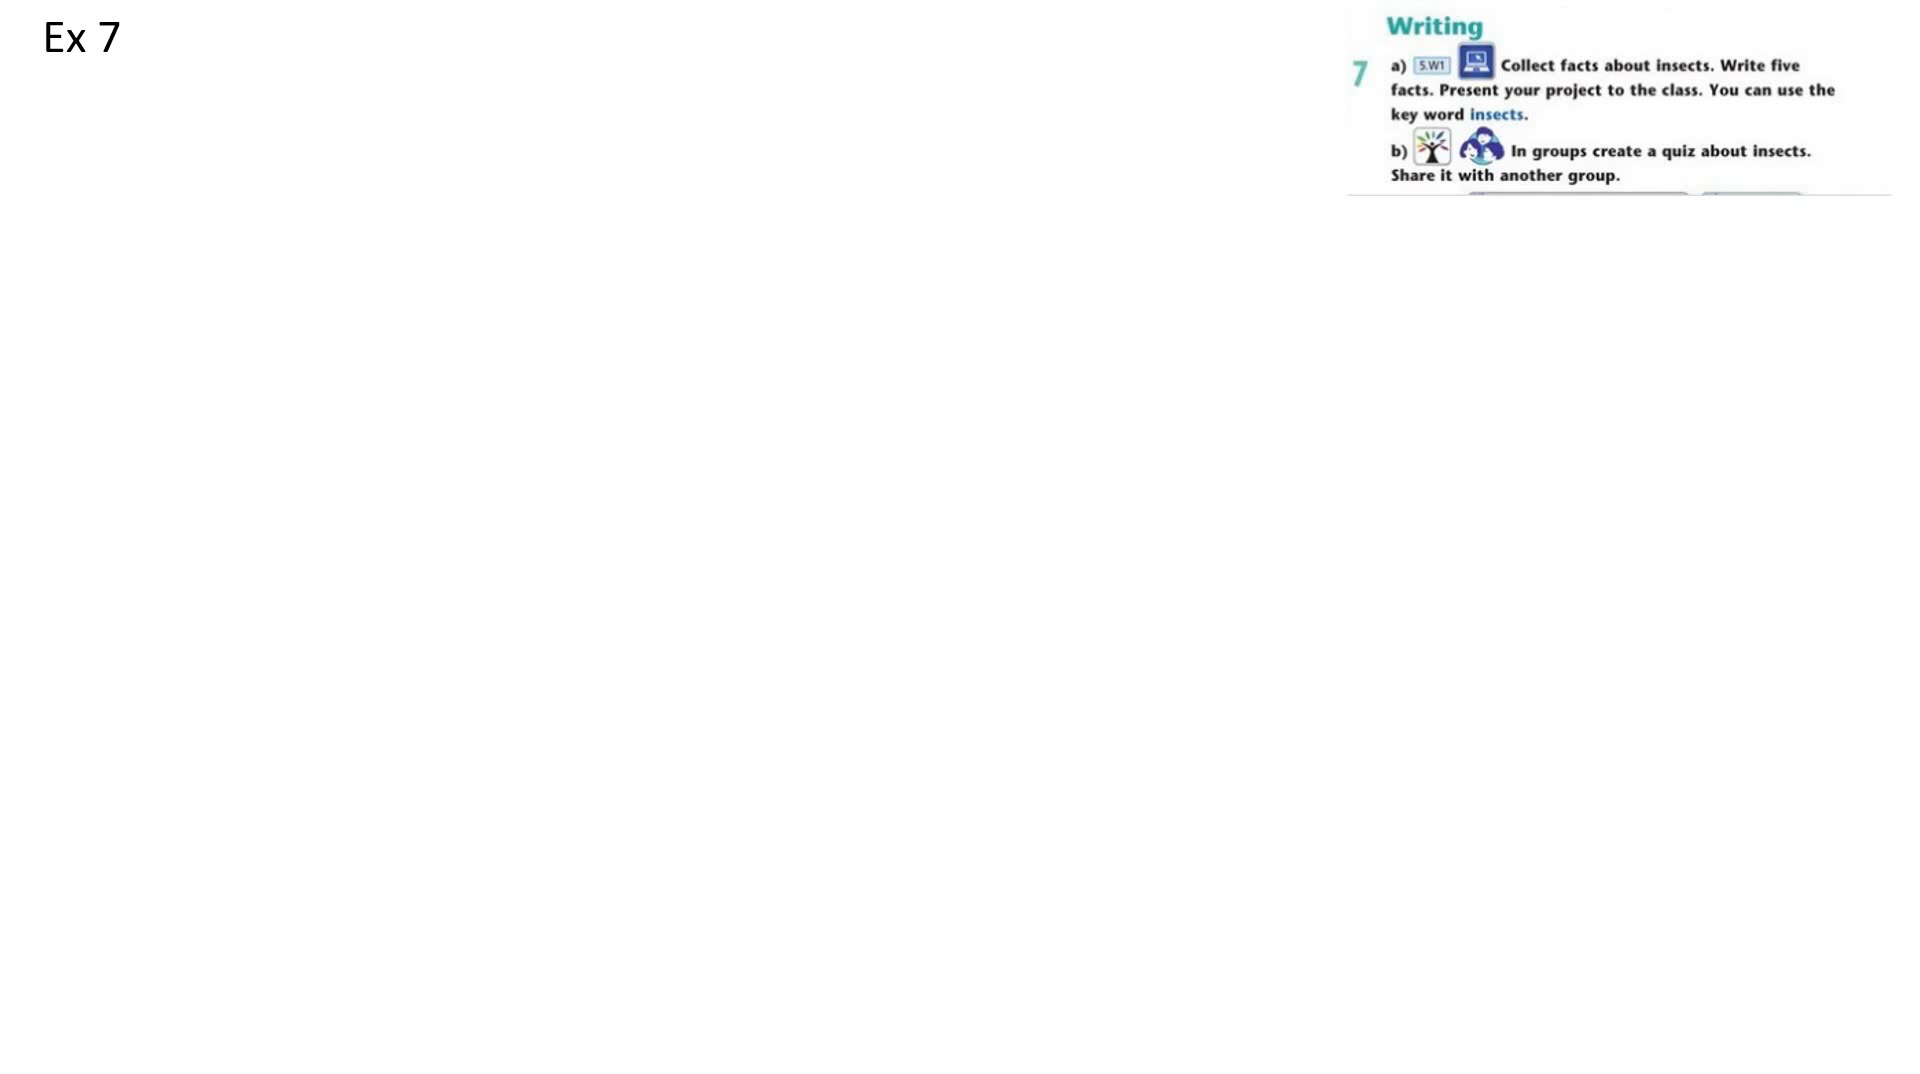 Ex 7
Writing
7 a) 5.W1 Collect facts about insects. Write five
facts. Present your project to the class. You can use the
key word insects.
b) In groups create a quiz about insects.
Share it with another group.